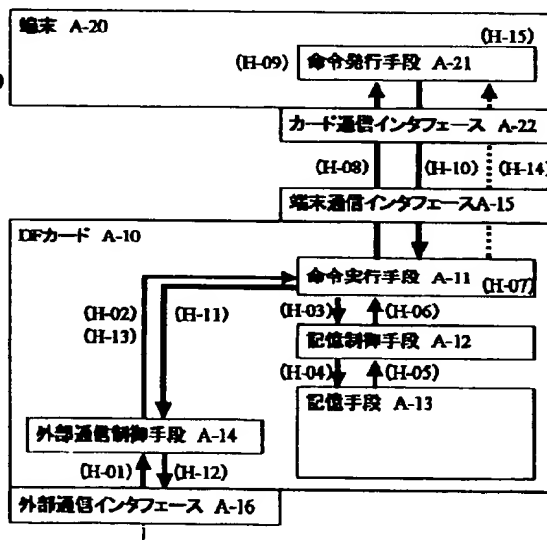 端末 A-20
(H-15)
(H-09)
命令発行手段 A-21
カード通信インタフェース A-22
(H-08)
(H-10)
(H-14)
端末通信インタフェースA-15
DFカード A-10
命令実行手段 A-11
(H-07)
(H-02)
(H-11)
(H-03)
(H-06)
(H-13)
記憶制御手段 A-12
(H-04)
(H-05)
記憶手段 A-13
外部通信制御手段 A-14
(H-01)
(H-12)
外部通信インタフェース A-16